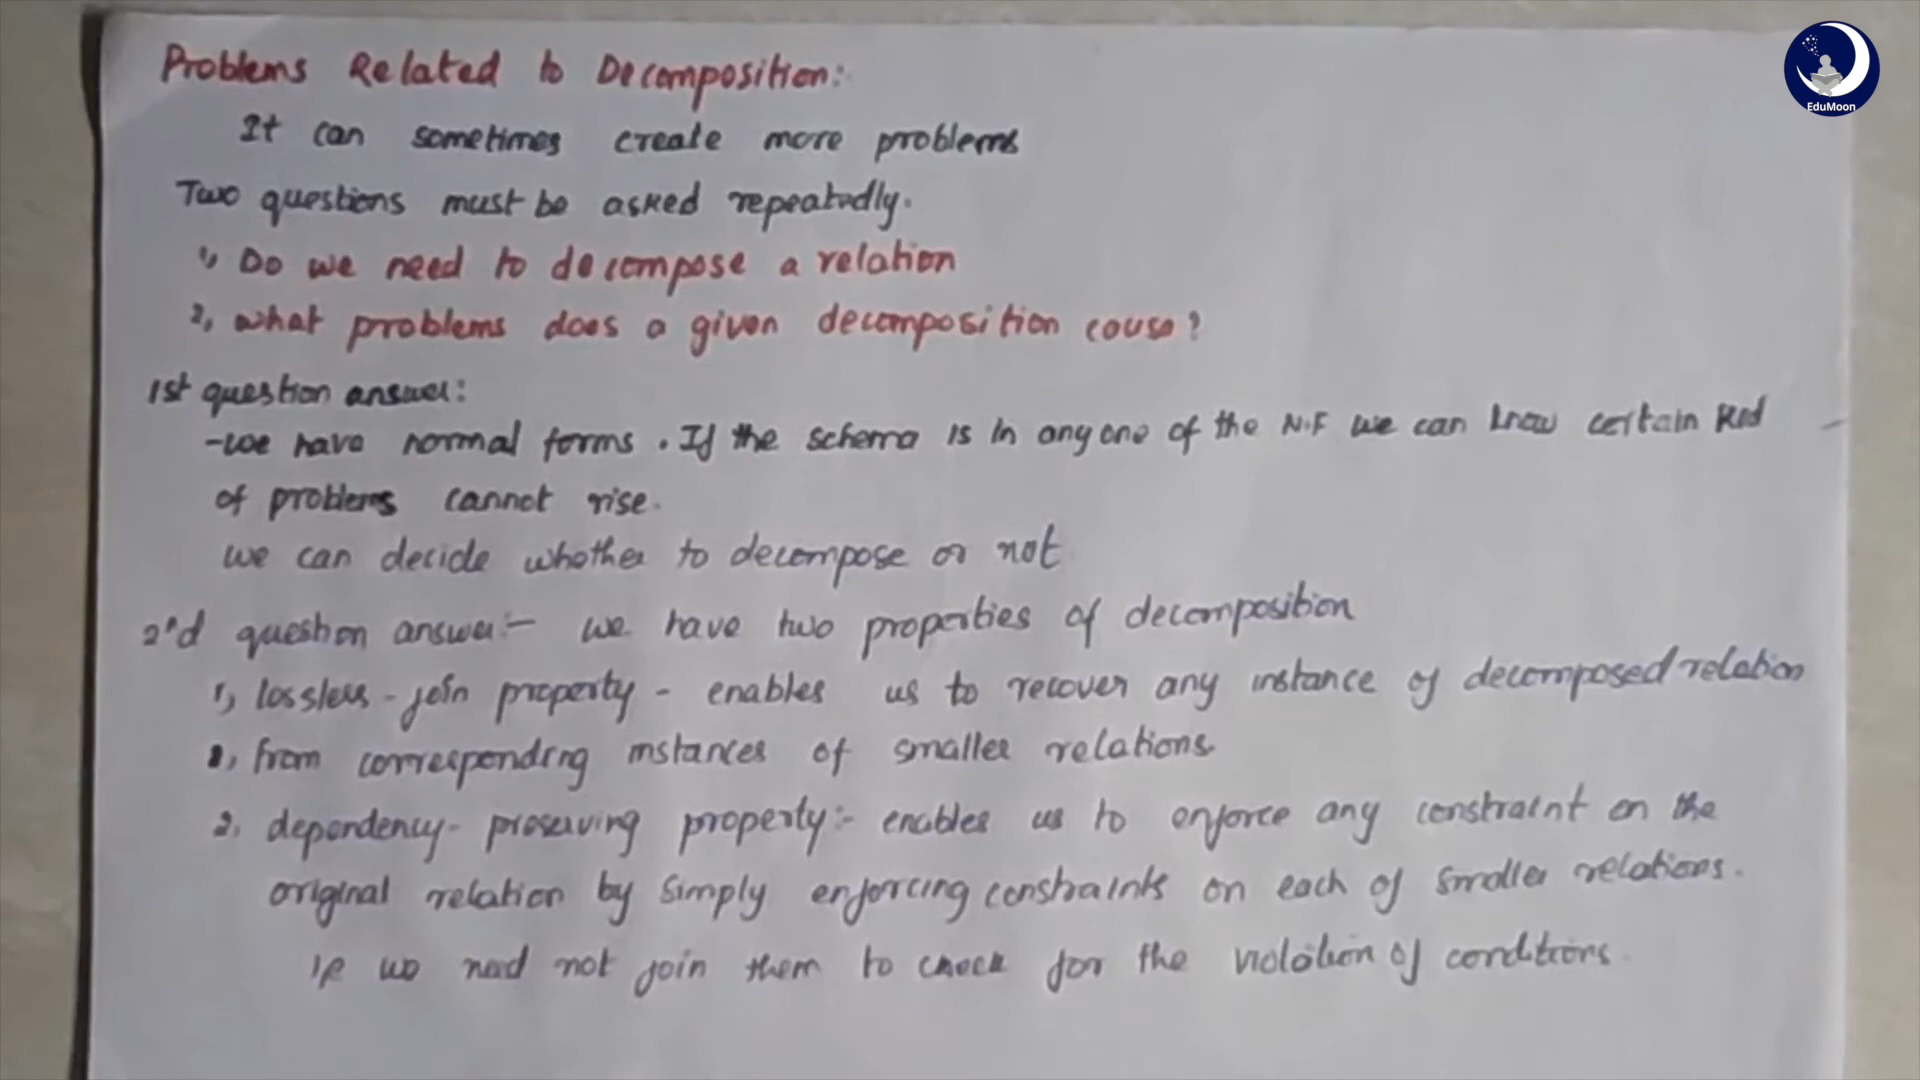 Problems Related to Decomposition:
It can sometimes create more problems
Two questions must be asked repeatedly.
1, Do we need to decompose a relation
2, what problems does a given decomposition couse?
1st question answer:
-we have normal forms . If the schema is in any one of the N.F we can know certain kid
of problems cannot rise.
we can decide whether to decompose or not
2nd question answer:- we have two properties of decomposition
1, lossless-join property - enables us to recover any instance of decomposed relation
from corresponding instances of smaller relations.
2, dependency-preserving property:- enables us to enforce any constraint on the
original relation by simply enforcing constraints on each of smaller relations.
ie we need not join them to check for the violation of conditions.
EduMoon